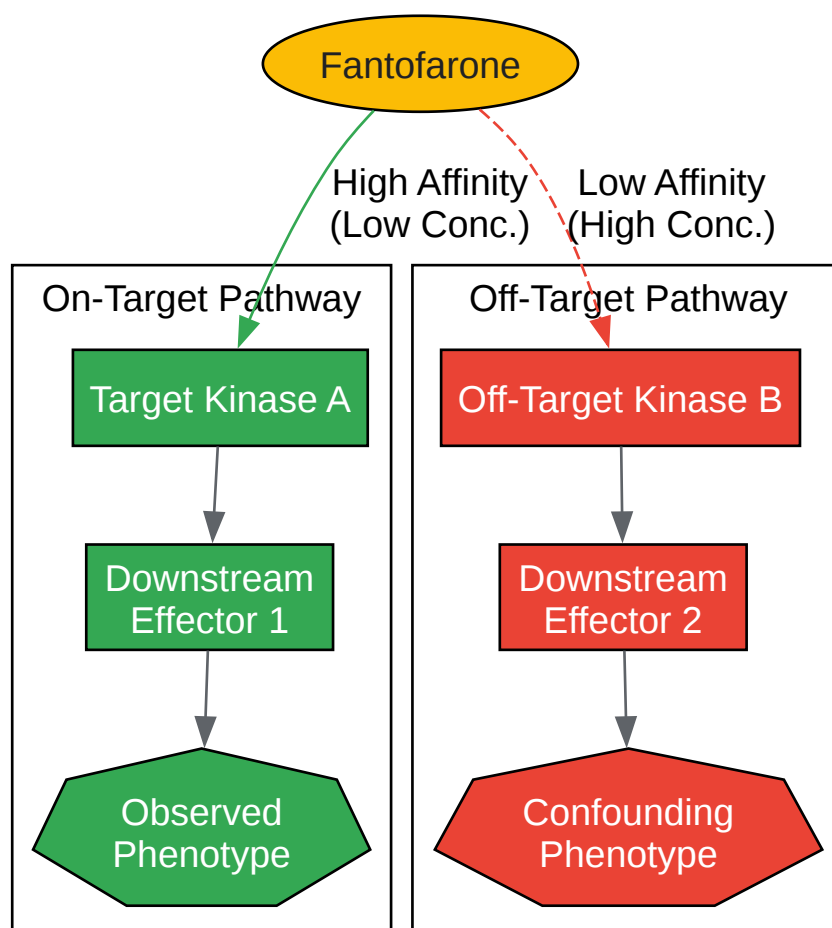 Fantofarone
High Affinity
(Low Conc.)
Low Affinity
(High Conc.)
On-Target Pathway
Target Kinase A
Downstream
Effector 1
Observed
Phenotype
Off-Target Pathway
Off-Target Kinase B
Downstream
Effector 2
Confounding
Phenotype